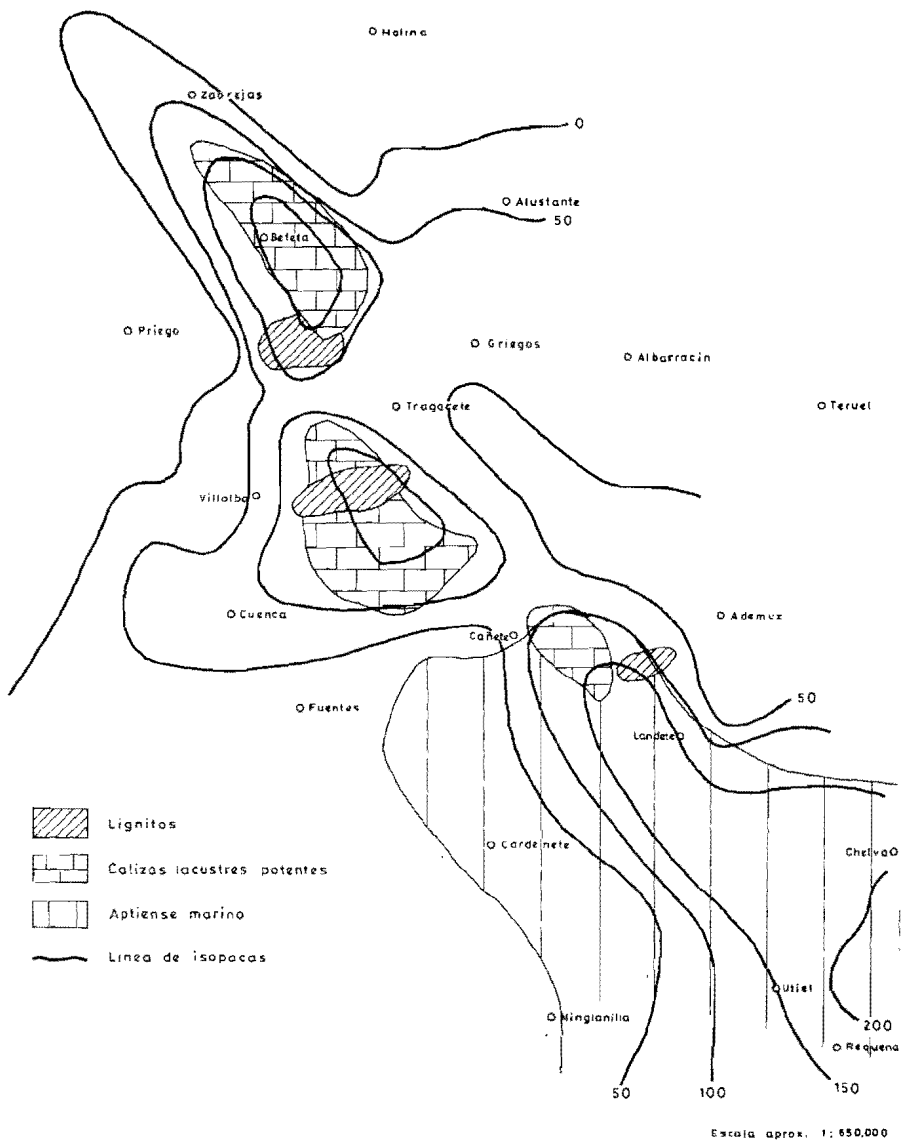 Molina
Zaorejas
0
Alustante
50
Beteta
Priego
Griegos
Albarracin
Tragacete
Teruel
Villalba
Cuenca
Ademuz
Cañete
Fuentes
50
Landete
Lignitos
Cardenete
Chelva
Calizas lacustres potentes
Aptiense marino
Linea de isopacas
Utiel
Minglanilla
200
Requena
50
100
150
Escala aprox. 1:650,000